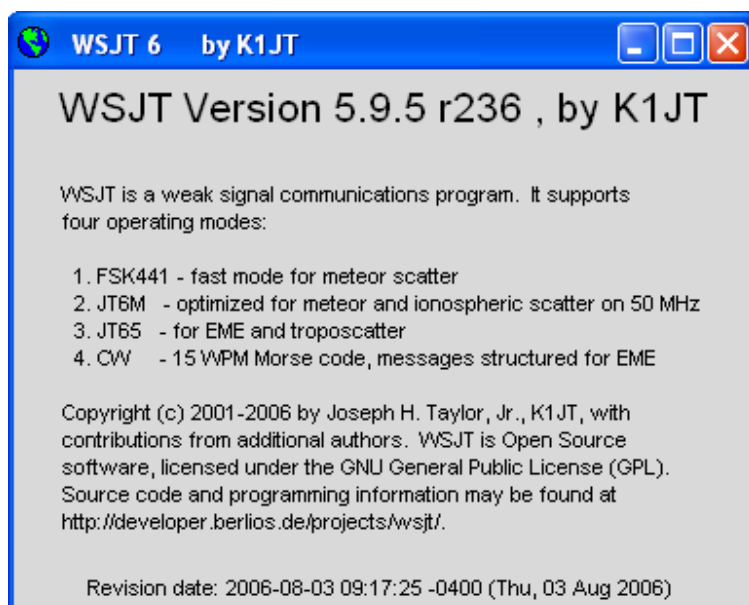 WSJT 6 by K1JT
WSJT Version 5.9.5 r236 , by K1JT
WSJT is a weak signal communications program. It supports
four operating modes:
1. FSK441 - fast mode for meteor scatter
2. JT6M - optimized for meteor and ionospheric scatter on 50 MHz
3. JT65 - for EME and troposcatter
4. CW - 15 WPM Morse code, messages structured for EME
Copyright (c) 2001-2006 by Joseph H. Taylor, Jr., K1JT, with
contributions from additional authors. WSJT is Open Source
software, licensed under the GNU General Public License (GPL).
Source code and programming information may be found at
http://developer.berlios.de/projects/wsjt/.
Revision date: 2006-08-03 09:17:25 -0400 (Thu, 03 Aug 2006)